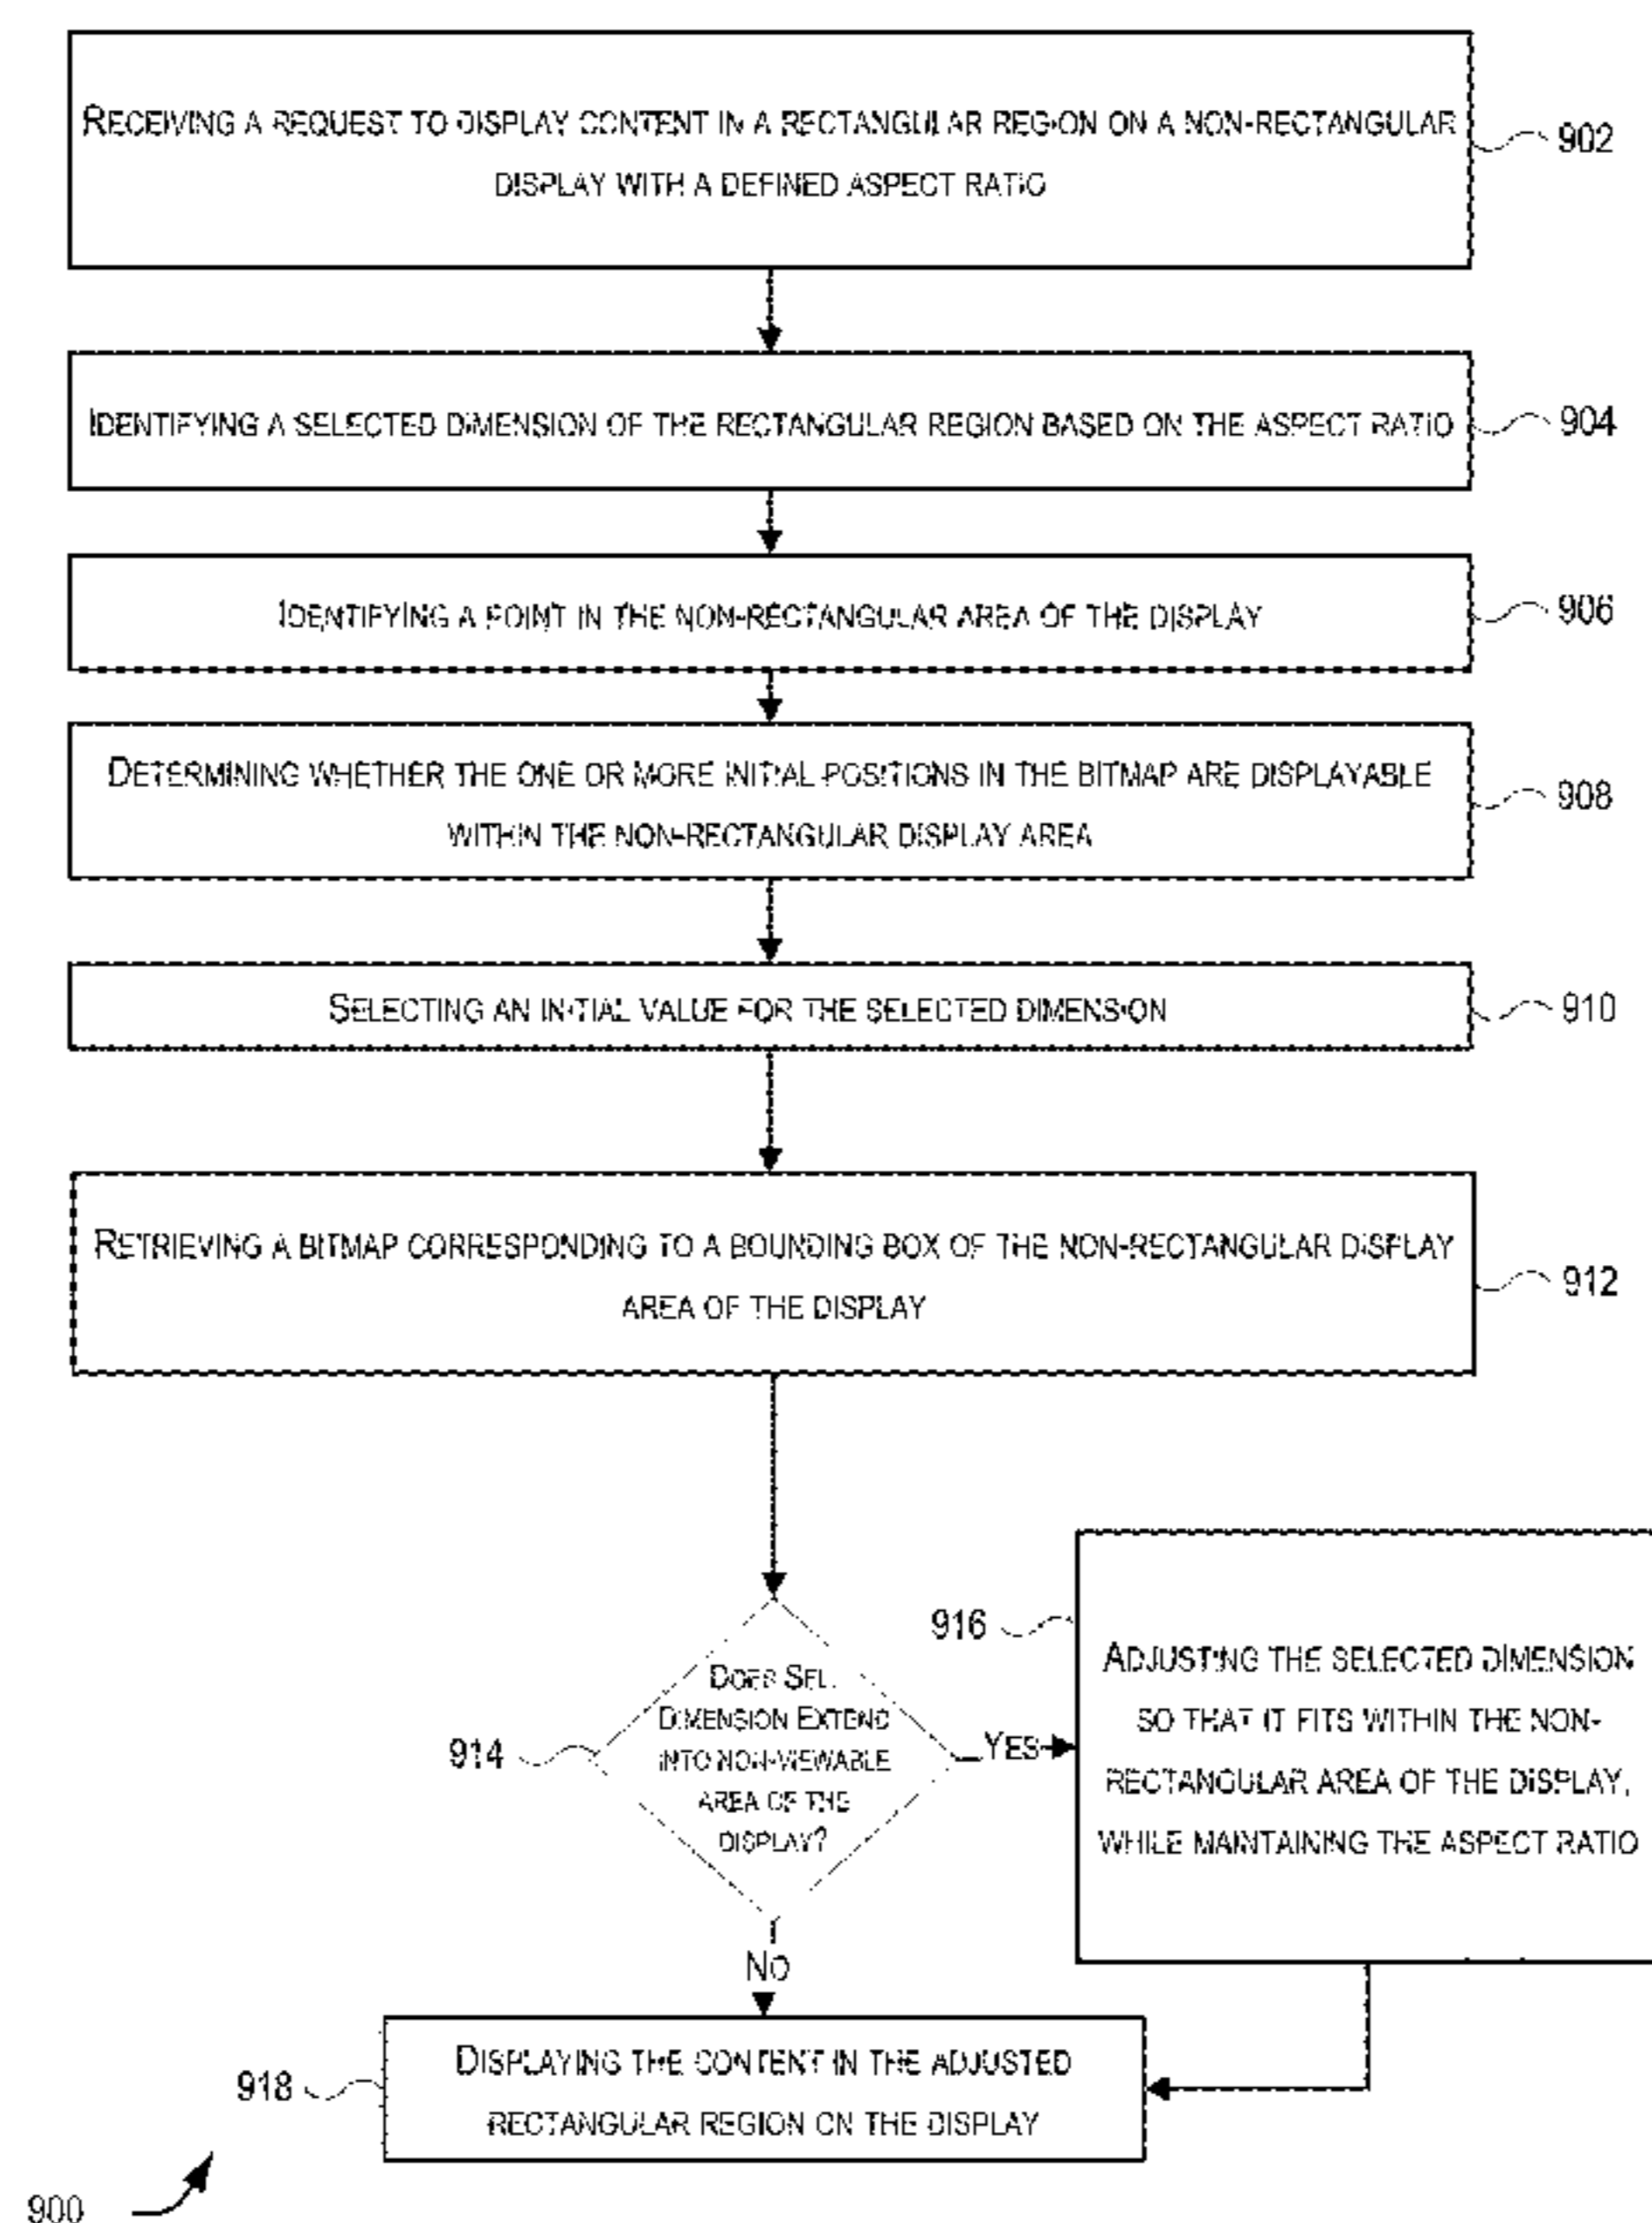 RECEIVING A REQUEST TO DISPLAY CONTENT IN A RECTANGULAR REGION ON A NON-RECTANGULAR
DISPLAY WITH A DEFINED ASPECT RATIO
902
IDENTIFYING A SELECTED DIMENSION OF THE RECTANGULAR REGION BASED ON THE ASPECT RATIO
904
IDENTIFYING A POINT IN THE NON-RECTANGULAR AREA OF THE DISPLAY
906
DETERMINING WHETHER THE ONE OR MORE INITIAL POSITIONS IN THE BITMAP ARE DISPLAYABLE
WITHIN THE NON-RECTANGULAR DISPLAY AREA
908
SELECTING AN INITIAL VALUE FOR THE SELECTED DIMENSION
910
RETRIEVING A BITMAP CORRESPONDING TO A BOUNDING BOX OF THE NON-RECTANGULAR DISPLAY
AREA OF THE DISPLAY
912
914
DOES SEL.
DIMENSION EXTEND
INTO NON-VIEWABLE
AREA OF THE
DISPLAY?
YES
NO
916
ADJUSTING THE SELECTED DIMENSION
SO THAT IT FITS WITHIN THE NON-
RECTANGULAR AREA OF THE DISPLAY,
WHILE MAINTAINING THE ASPECT RATIO
918
DISPLAYING THE CONTENT IN THE ADJUSTED
RECTANGULAR REGION ON THE DISPLAY
900